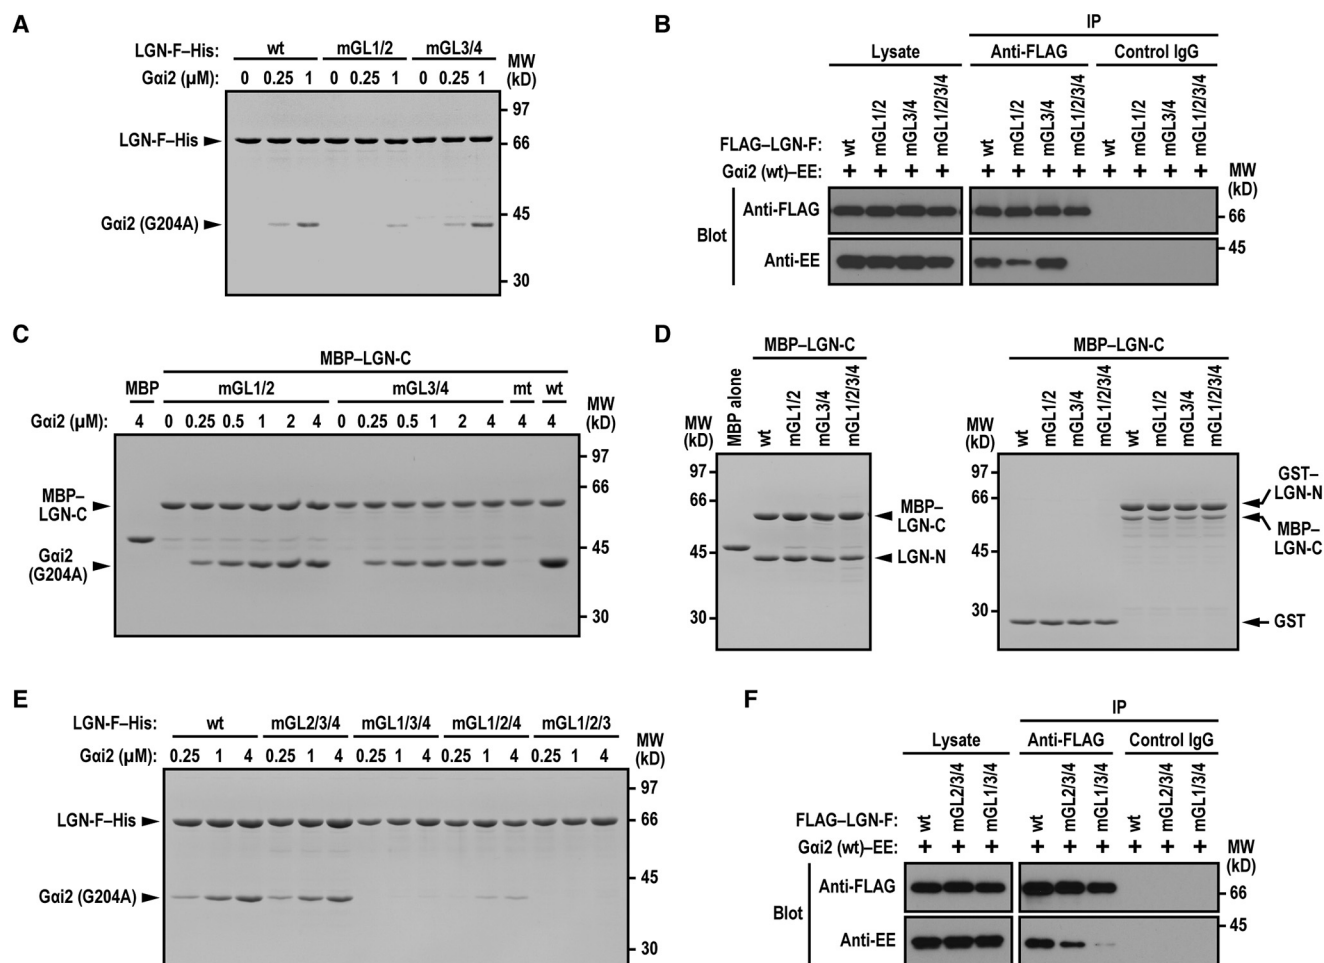 A
LGN-F–His: wt mGL1/2 mGL3/4
Gαi2 (µM): 0 0.25 1 0 0.25 1 0 0.25 1
MW
(kD)
LGN-F–His
Gαi2 (G204A)
97
66
45
30
B
IP
Lysate Anti-FLAG Control IgG
FLAG–LGN-F: wt mGL1/2 mGL3/4 mGL1/2/3/4 wt mGL1/2 mGL3/4 mGL1/2/3/4 wt mGL1/2 mGL3/4 mGL1/2/3/4
Gαi2 (wt)–EE: + + + + + + + + + + + +
MW
(kD)
Blot
Anti-FLAG
Anti-EE
66
45
C
MBP–LGN-C
MBP mGL1/2 mGL3/4 mt wt
Gαi2 (µM): 4 0 0.25 0.5 1 2 4 0 0.25 0.5 1 2 4 4 4
MW
(kD)
MBP–
LGN-C
Gαi2
(G204A)
97
66
45
30
D
MBP–LGN-C
MBP alone wt mGL1/2 mGL3/4 mGL1/2/3/4
MW
(kD)
97
66
45
30
MBP–
LGN-C
LGN-N
MBP–LGN-C
wt mGL1/2 mGL3/4 mGL1/2/3/4 wt mGL1/2 mGL3/4 mGL1/2/3/4
MW
(kD)
97
66
45
30
GST–
LGN-N
MBP–
LGN-C
GST
E
LGN-F–His: wt mGL2/3/4 mGL1/3/4 mGL1/2/4 mGL1/2/3
Gαi2 (µM): 0.25 1 4 0.25 1 4 0.25 1 4 0.25 1 4 0.25 1 4
MW
(kD)
LGN-F–His
Gαi2 (G204A)
97
66
45
30
F
IP
Lysate Anti-FLAG Control IgG
FLAG–LGN-F: wt mGL2/3/4 mGL1/3/4 wt mGL2/3/4 mGL1/3/4 wt mGL2/3/4 mGL1/3/4
Gαi2 (wt)–EE: + + + + + + + + +
MW
(kD)
Blot
Anti-FLAG
Anti-EE
66
45